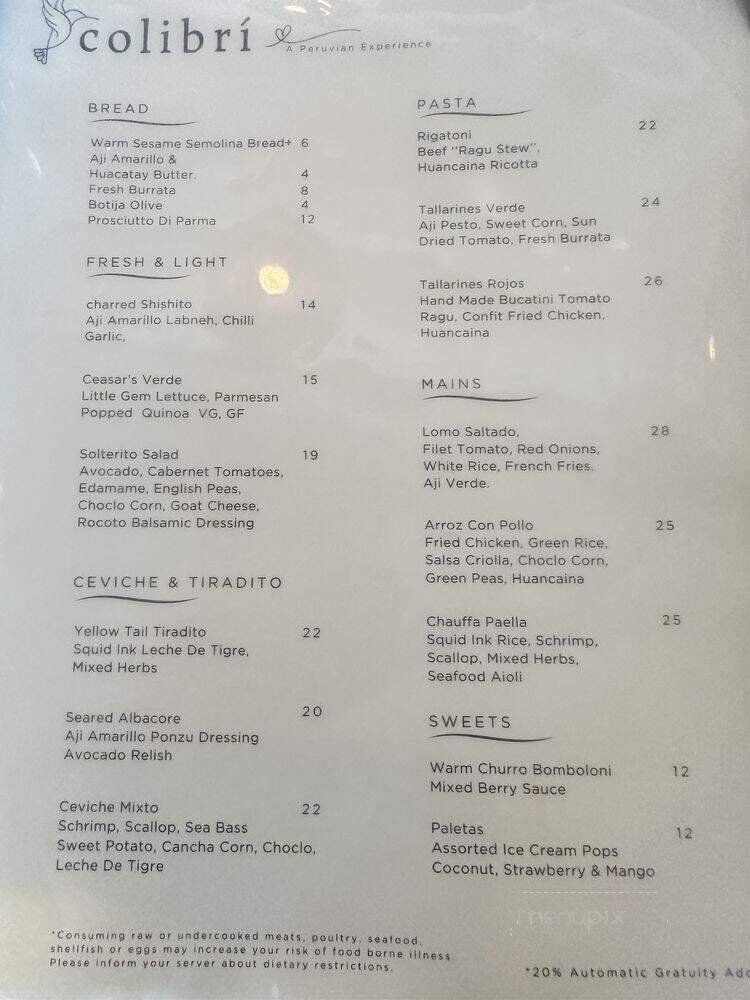 colibrí
A Peruvian Experience
BREAD
Warm Sesame Semolina Bread+ 6
Aji Amarillo &
Huacatay Butter. 4
Fresh Burrata 8
Botija Olive 4
Prosciutto Di Parma 12
FRESH & LIGHT
charred Shishito 14
Aji Amarillo Labneh, Chilli
Garlic,
Ceasar's Verde 15
Little Gem Lettuce, Parmesan
Popped Quinoa VG, GF
Solterito Salad 19
Avocado, Cabernet Tomatoes,
Edamame, English Peas,
Choclo Corn, Goat Cheese,
Rocoto Balsamic Dressing
CEVICHE & TIRADITO
Yellow Tail Tiradito 22
Squid Ink Leche De Tigre,
Mixed Herbs
Seared Albacore 20
Aji Amarillo Ponzu Dressing
Avocado Relish
Ceviche Mixto 22
Schrimp, Scallop, Sea Bass
Sweet Potato, Cancha Corn, Choclo,
Leche De Tigre
PASTA
Rigatoni 22
Beef "Ragu Stew",
Huancaina Ricotta
Tallarines Verde 24
Aji Pesto, Sweet Corn, Sun
Dried Tomato, Fresh Burrata
Tallarines Rojos 26
Hand Made Bucatini Tomato
Ragu, Confit Fried Chicken,
Huancaina
MAINS
Lomo Saltado, 28
Filet Tomato, Red Onions,
White Rice, French Fries.
Aji Verde.
Arroz Con Pollo 25
Fried Chicken, Green Rice,
Salsa Criolla, Choclo Corn,
Green Peas, Huancaina
Chauffa Paella 25
Squid Ink Rice, Schrimp,
Scallop, Mixed Herbs,
Seafood Aioli
SWEETS
Warm Churro Bomboloni 12
Mixed Berry Sauce
Paletas 12
Assorted Ice Cream Pops
Coconut, Strawberry & Mango
*Consuming raw or undercooked meats, poultry, seafood,
shellfish or eggs may increase your risk of food borne illness.
Please inform your server about dietary restrictions.
*20% Automatic Gratuity Add